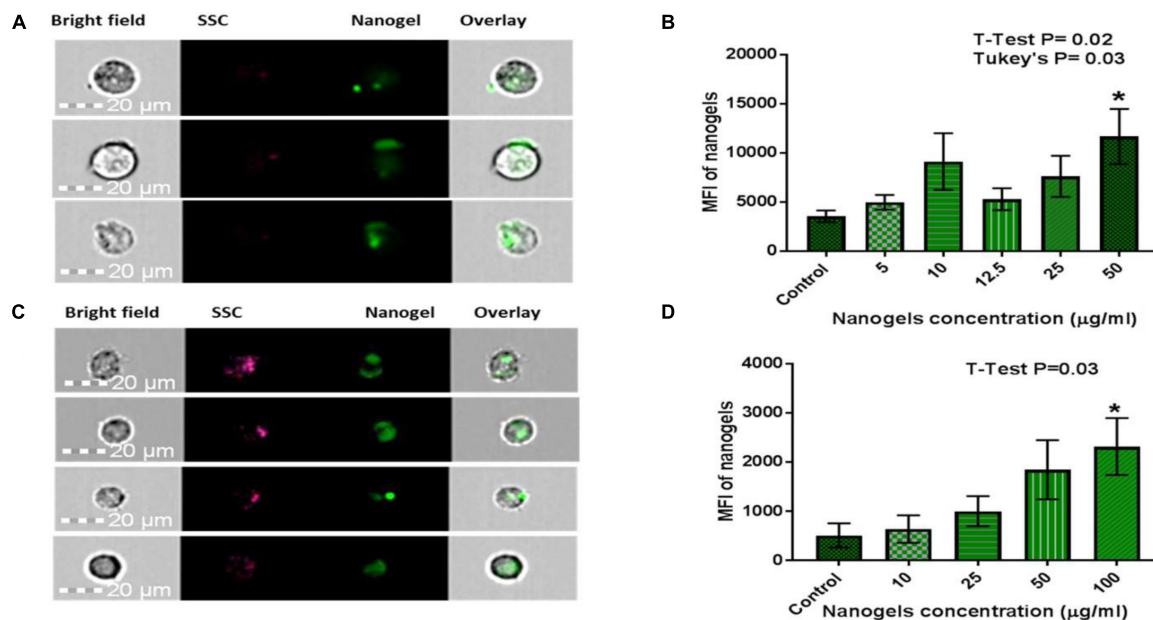 A
Bright field SSC Nanogel Overlay
20 µm
20 µm
20 µm
B
T-Test P= 0.02
Tukey's P= 0.03
*
MFI of nanogels
20000
15000
10000
5000
0
Control 5 10 12.5 25 50
Nanogels concentration (µg/ml)
C
Bright field SSC Nanogel Overlay
20 µm
20 µm
20 µm
20 µm
D
T-Test P=0.03
*
MFI of nanogels
4000
3000
2000
1000
0
Control 10 25 50 100
Nanogels concentration (µg/ml)